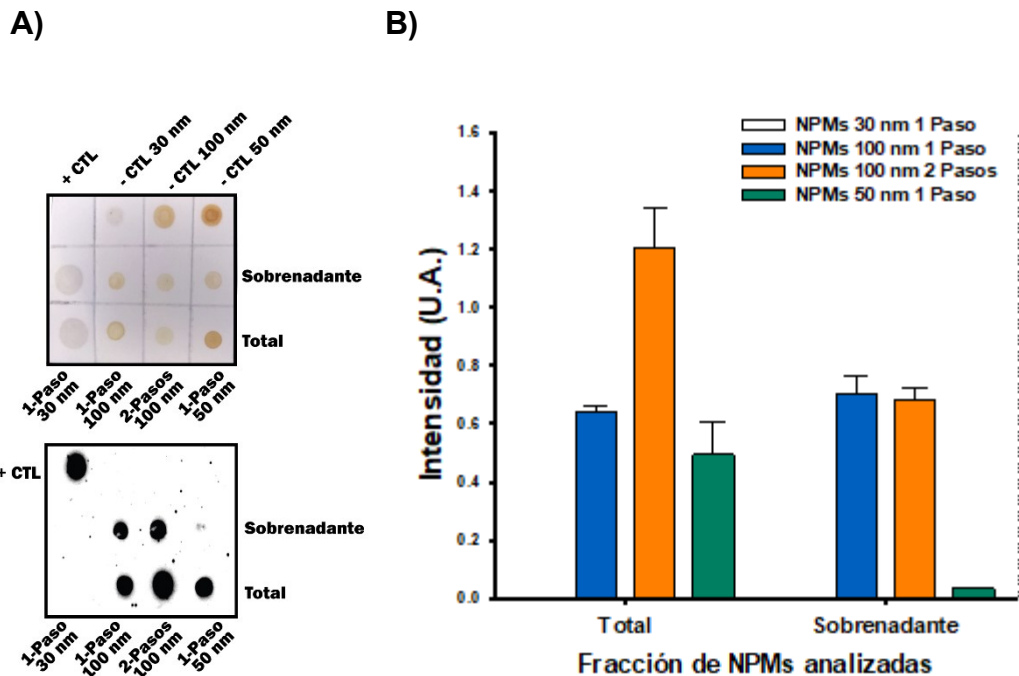 A)
B)
+ CTL
- CTL 30 nm
- CTL 100 nm
- CTL 50 nm
Sobrenadante
Total
1-Paso
30 nm
1-Paso
100 nm
2-Pasos
100 nm
1-Paso
50 nm
+ CTL
Sobrenadante
Total
1-Paso
30 nm
1-Paso
100 nm
2-Pasos
100 nm
1-Paso
50 nm
NPMs 30 nm 1 Paso
NPMs 100 nm 1 Paso
NPMs 100 nm 2 Pasos
NPMs 50 nm 1 Paso
Intensidad (U.A.)
1.6
1.4
1.2
1.0
0.8
0.6
0.4
0.2
0.0
Total
Sobrenadante
Fracción de NPMs analizadas